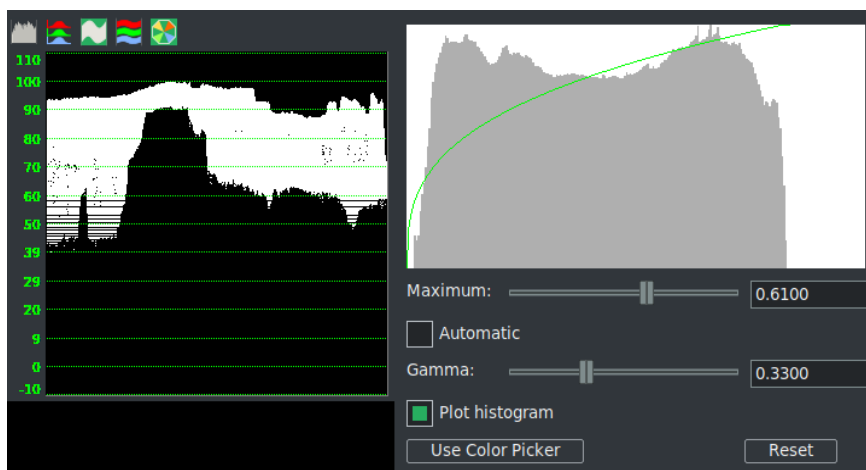 110
100
90
80
70
60
50
39
29
20
9
0
-10
Maximum:
0.6100
Automatic
Gamma:
0.3300
Plot histogram
Use Color Picker
Reset